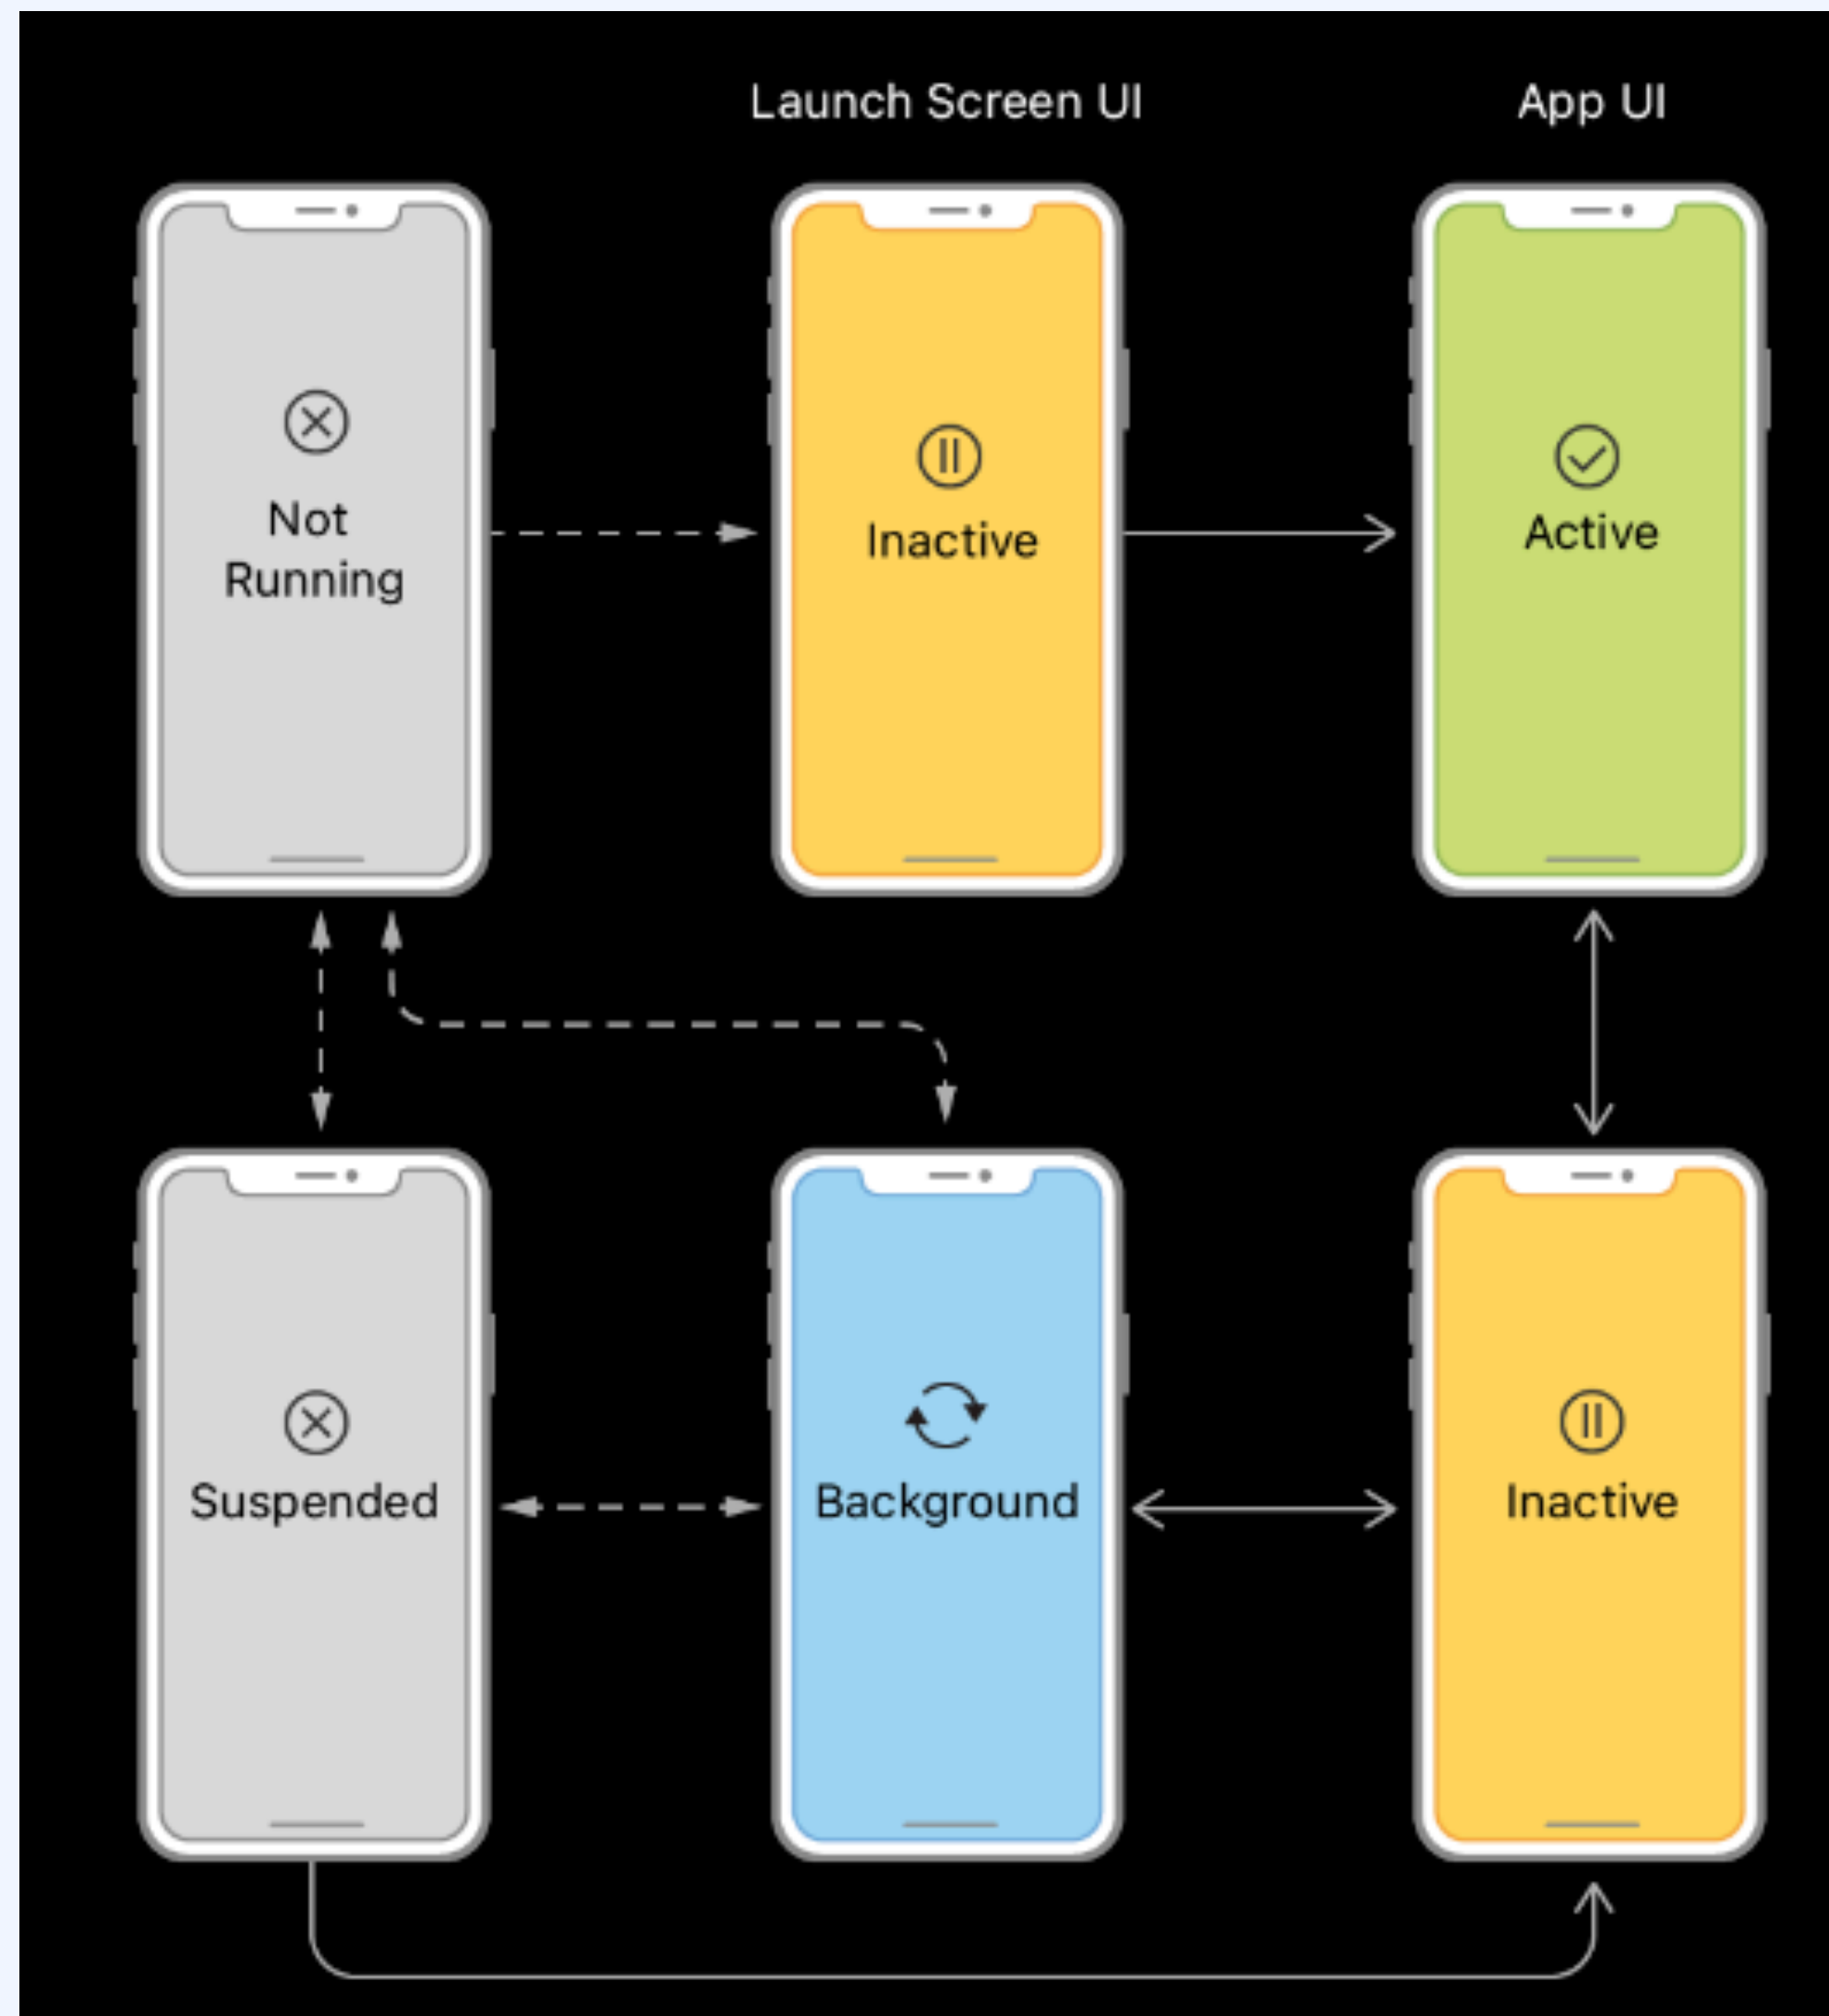 Launch Screen UI
App UI
Not
Running
Inactive
Active
Suspended
Background
Inactive